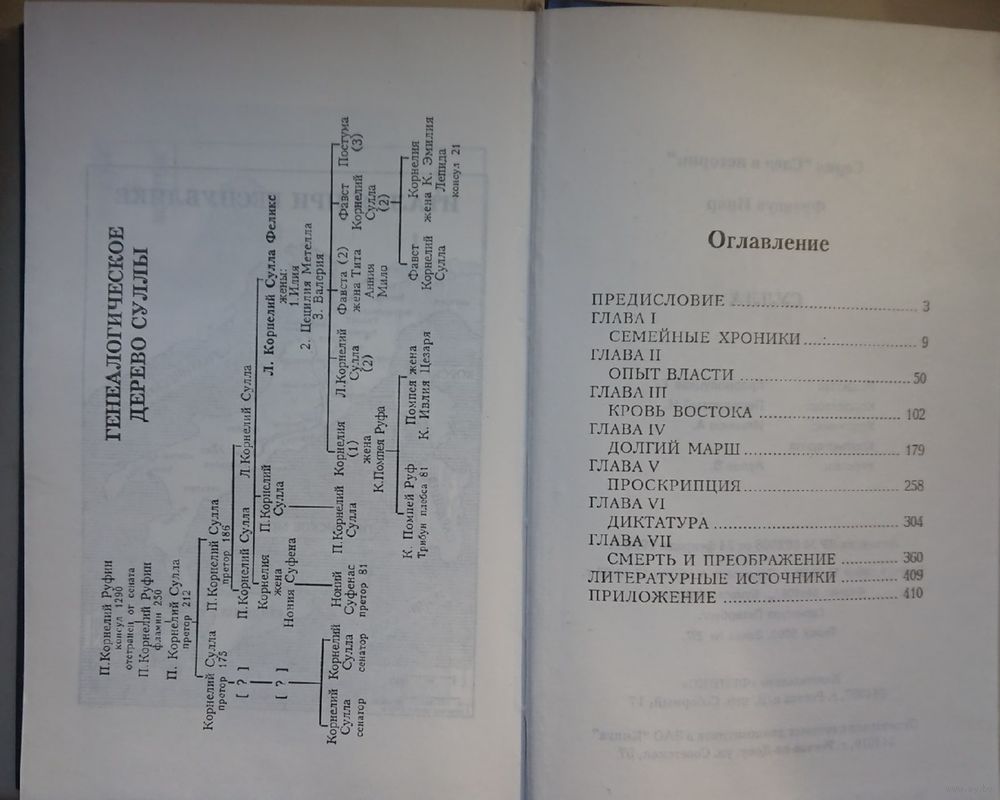 ГЕНЕАЛОГИЧЕСКОЕ
ДЕРЕВО СУЛЛЫ
П.Корнелий Руфин
консул 1290
отстранен от сената
П.Корнелий Руфин
фламин 250
П. Корнелий Сулла
претор 212
Корнелий Сулла
претор 175
П.Корнелий Сулла
претор 186
[ ? ]
[ ? ]
П.Корнелий Сулла
Л.Корнелий Сулла
Корнелия
жена
Нония Суфена
П.Корнелий
Сулла
Л. Корнелий Сулла Феликс
жены:
1. Илия
2. Цецилия Метелла
3. Валерия
Корнелий
Сулла
сенатор
Корнелий
Сулла
сенатор
Ноний
Суфенас
претор 81
П.Корнелий
Сулла
Корнелия
(1)
жена
К.Помпея Руфа
Л.Корнелий
Сулла
(2)
Фавста (2)
жена Тита
Анния
Мило
Фавст
Корнелий
Сулла
(2)
Постума
(3)
К. Помпей Руф
Трибун плебса 81
Помпея жена
К. Ивлия Цезаря
Фавст
Корнелий
Сулла
Корнелия
жена К. Эмилия
Лепида
консул 21
Оглавление
ПРЕДИСЛОВИЕ 3
ГЛАВА I
СЕМЕЙНЫЕ ХРОНИКИ 9
ГЛАВА II
ОПЫТ ВЛАСТИ 50
ГЛАВА III
КРОВЬ ВОСТОКА 102
ГЛАВА IV
ДОЛГИЙ МАРШ 179
ГЛАВА V
ПРОСКРИПЦИЯ 258
ГЛАВА VI
ДИКТАТУРА 304
ГЛАВА VII
СМЕРТЬ И ПРЕОБРАЖЕНИЕ 360
ЛИТЕРАТУРНЫЕ ИСТОЧНИКИ 409
ПРИЛОЖЕНИЕ 410